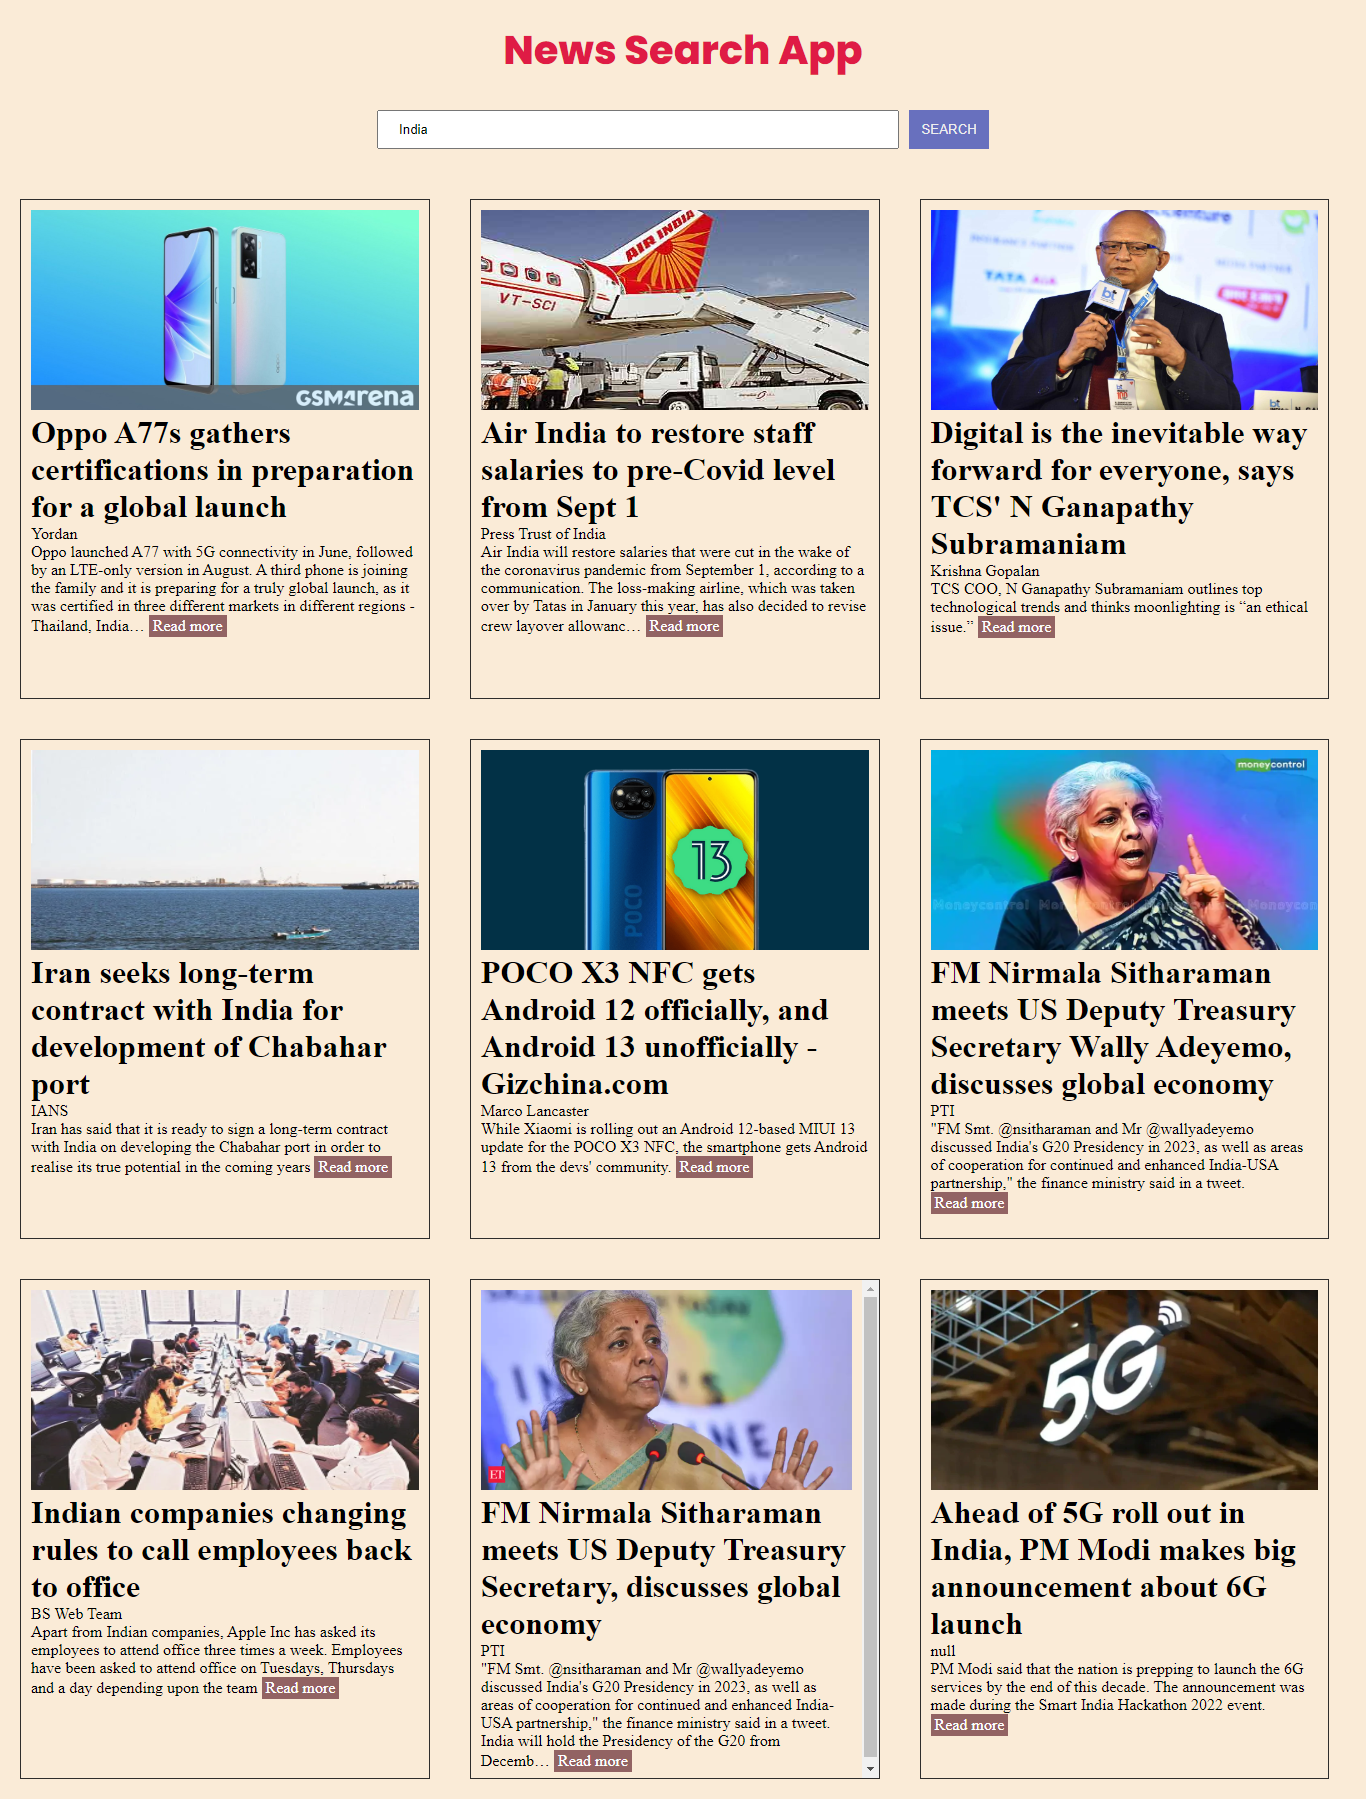 News Search App
India
SEARCH
GSMArena
Oppo A77s gathers
certifications in preparation
for a global launch
Yordan
Oppo launched A77 with 5G connectivity in June, followed
by an LTE-only version in August. A third phone is joining
the family and it is preparing for a truly global launch, as it
was certified in three different markets in different regions -
Thailand, India… Read more
AIR INDIA
VT-SCI
Air India to restore staff
salaries to pre-Covid level
from Sept 1
Press Trust of India
Air India will restore salaries that were cut in the wake of
the coronavirus pandemic from September 1, according to a
communication. The loss-making airline, which was taken
over by Tatas in January this year, has also decided to revise
crew layover allowanc… Read more
TATA AIA
bt
bt
Digital is the inevitable way
forward for everyone, says
TCS' N Ganapathy
Subramaniam
Krishna Gopalan
TCS COO, N Ganapathy Subramaniam outlines top
technological trends and thinks moonlighting is “an ethical
issue.” Read more
Iran seeks long-term
contract with India for
development of Chabahar
port
IANS
Iran has said that it is ready to sign a long-term contract
with India on developing the Chabahar port in order to
realise its true potential in the coming years Read more
13
POCO
POCO X3 NFC gets
Android 12 officially, and
Android 13 unofficially -
Gizchina.com
Marco Lancaster
While Xiaomi is rolling out an Android 12-based MIUI 13
update for the POCO X3 NFC, the smartphone gets Android
13 from the devs' community. Read more
moneycontrol
Moneycontrol
FM Nirmala Sitharaman
meets US Deputy Treasury
Secretary Wally Adeyemo,
discusses global economy
PTI
"FM Smt. @nsitharaman and Mr @wallyadeyemo
discussed India's G20 Presidency in 2023, as well as areas
of cooperation for continued and enhanced India-USA
partnership," the finance ministry said in a tweet.
Read more
Indian companies changing
rules to call employees back
to office
BS Web Team
Apart from Indian companies, Apple Inc has asked its
employees to attend office three times a week. Employees
have been asked to attend office on Tuesdays, Thursdays
and a day depending upon the team Read more
ET
FM Nirmala Sitharaman
meets US Deputy Treasury
Secretary, discusses global
economy
PTI
"FM Smt. @nsitharaman and Mr @wallyadeyemo
discussed India's G20 Presidency in 2023, as well as
areas of cooperation for continued and enhanced India-
USA partnership," the finance ministry said in a tweet.
India will hold the Presidency of the G20 from
Decemb… Read more
5G
Ahead of 5G roll out in
India, PM Modi makes big
announcement about 6G
launch
null
PM Modi said that the nation is prepping to launch the 6G
services by the end of this decade. The announcement was
made during the Smart India Hackathon 2022 event.
Read more